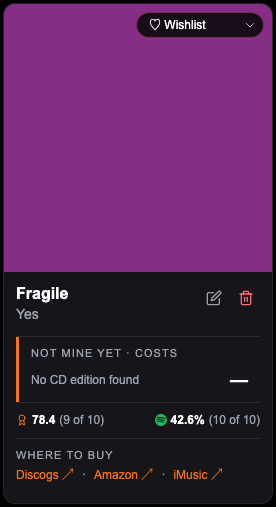 ♡ Wishlist
Fragile
Yes
NOT MINE YET · COSTS
No CD edition found —
78.4 (9 of 10) 42.6% (10 of 10)
WHERE TO BUY
Discogs ↗ · Amazon ↗ · iMusic ↗